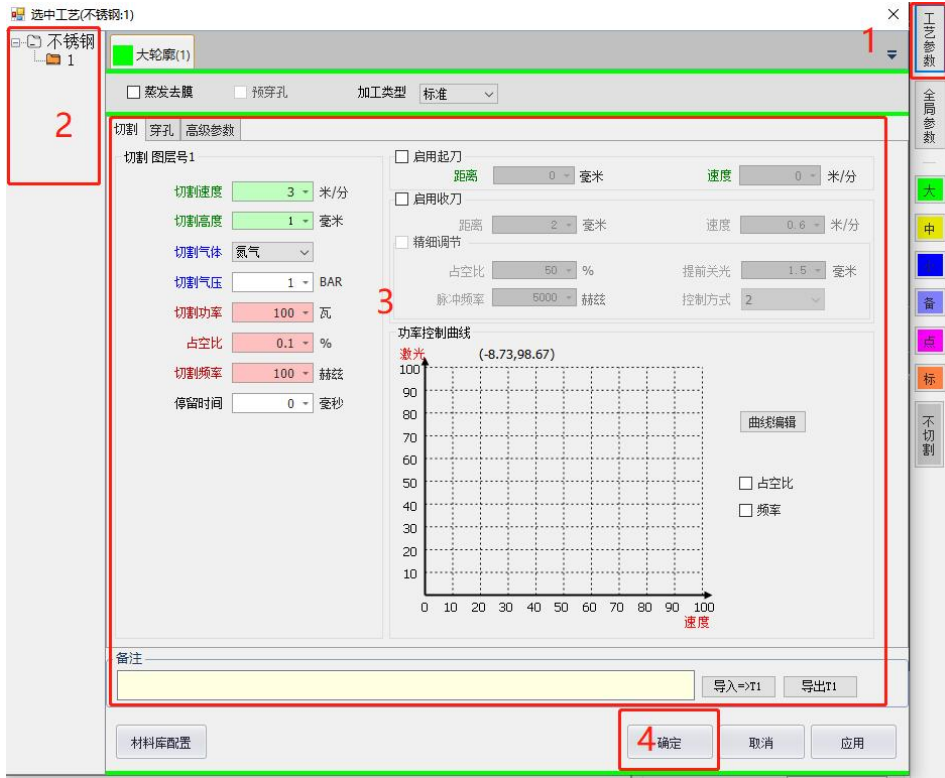 选中工艺(不锈钢:1)
1
工艺参数
不锈钢
1
大轮廓(1)
蒸发去膜
预穿孔
加工类型 标准
全局参数
2
切割 穿孔 高级参数
切割 图层号1
切割速度 3 米/分
切割高度 1 毫米
切割气体 氮气
切割气压 1 BAR
切割功率 100 瓦
占空比 0.1 %
切割频率 100 赫兹
停留时间 0 毫秒
3
启用起刀
距离 0 毫米 速度 0 米/分
启用收刀
距离 2 毫米 速度 0.6 米/分
精细调节
占空比 50 % 提前关光 1.5 毫米
脉冲频率 5000 赫兹 控制方式 2
功率控制曲线
激光 (-8.73,98.67)
100
90
80
70
60
50
40
30
20
10
0 10 20 30 40 50 60 70 80 90 100
速度
曲线编辑
占空比
频率
大
中
备
点
标
不切割
备注
导入=>T1 导出T1
材料库配置
4
确定 取消 应用